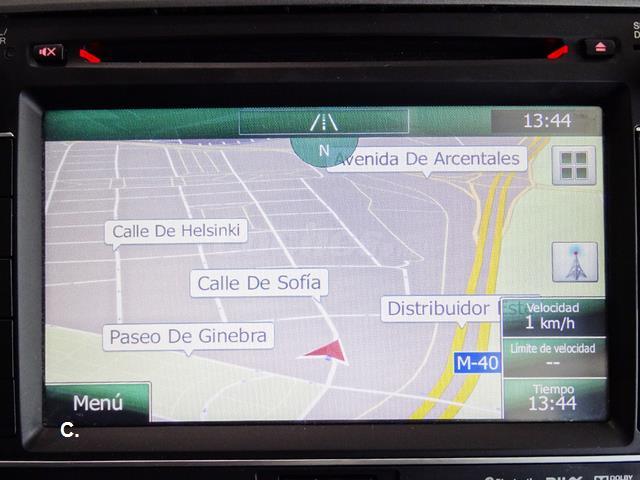 13:44
N
Avenida De Arcentales
Calle De Helsinki
Calle De Sofía
Distribuidor
Velocidad
1 km/h
Paseo De Ginebra
Límite de velocidad
--
M-40
Menú
Tiempo
13:44
C.
DOLBY